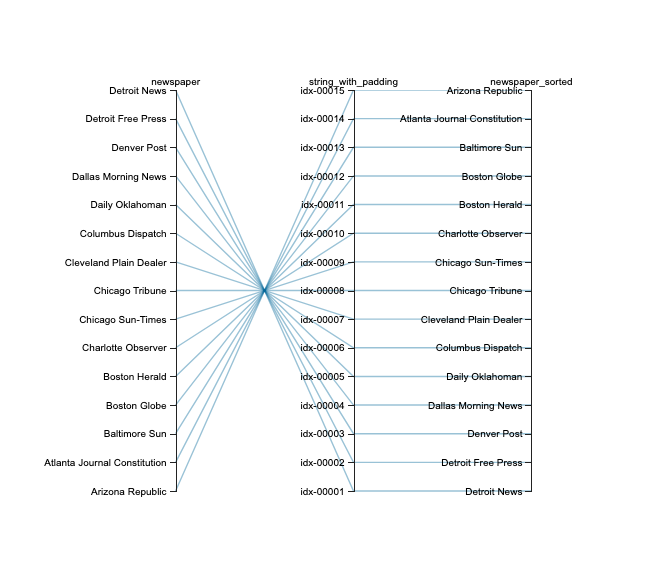 newspaper string_with_padding newspaper_sorted
Detroit News idx-00015 Arizona Republic
Detroit Free Press idx-00014 Atlanta Journal Constitution
Denver Post idx-00013 Baltimore Sun
Dallas Morning News idx-00012 Boston Globe
Daily Oklahoman idx-00011 Boston Herald
Columbus Dispatch idx-00010 Charlotte Observer
Cleveland Plain Dealer idx-00009 Chicago Sun-Times
Chicago Tribune idx-00008 Chicago Tribune
Chicago Sun-Times idx-00007 Cleveland Plain Dealer
Charlotte Observer idx-00006 Columbus Dispatch
Boston Herald idx-00005 Daily Oklahoman
Boston Globe idx-00004 Dallas Morning News
Baltimore Sun idx-00003 Denver Post
Atlanta Journal Constitution idx-00002 Detroit Free Press
Arizona Republic idx-00001 Detroit News